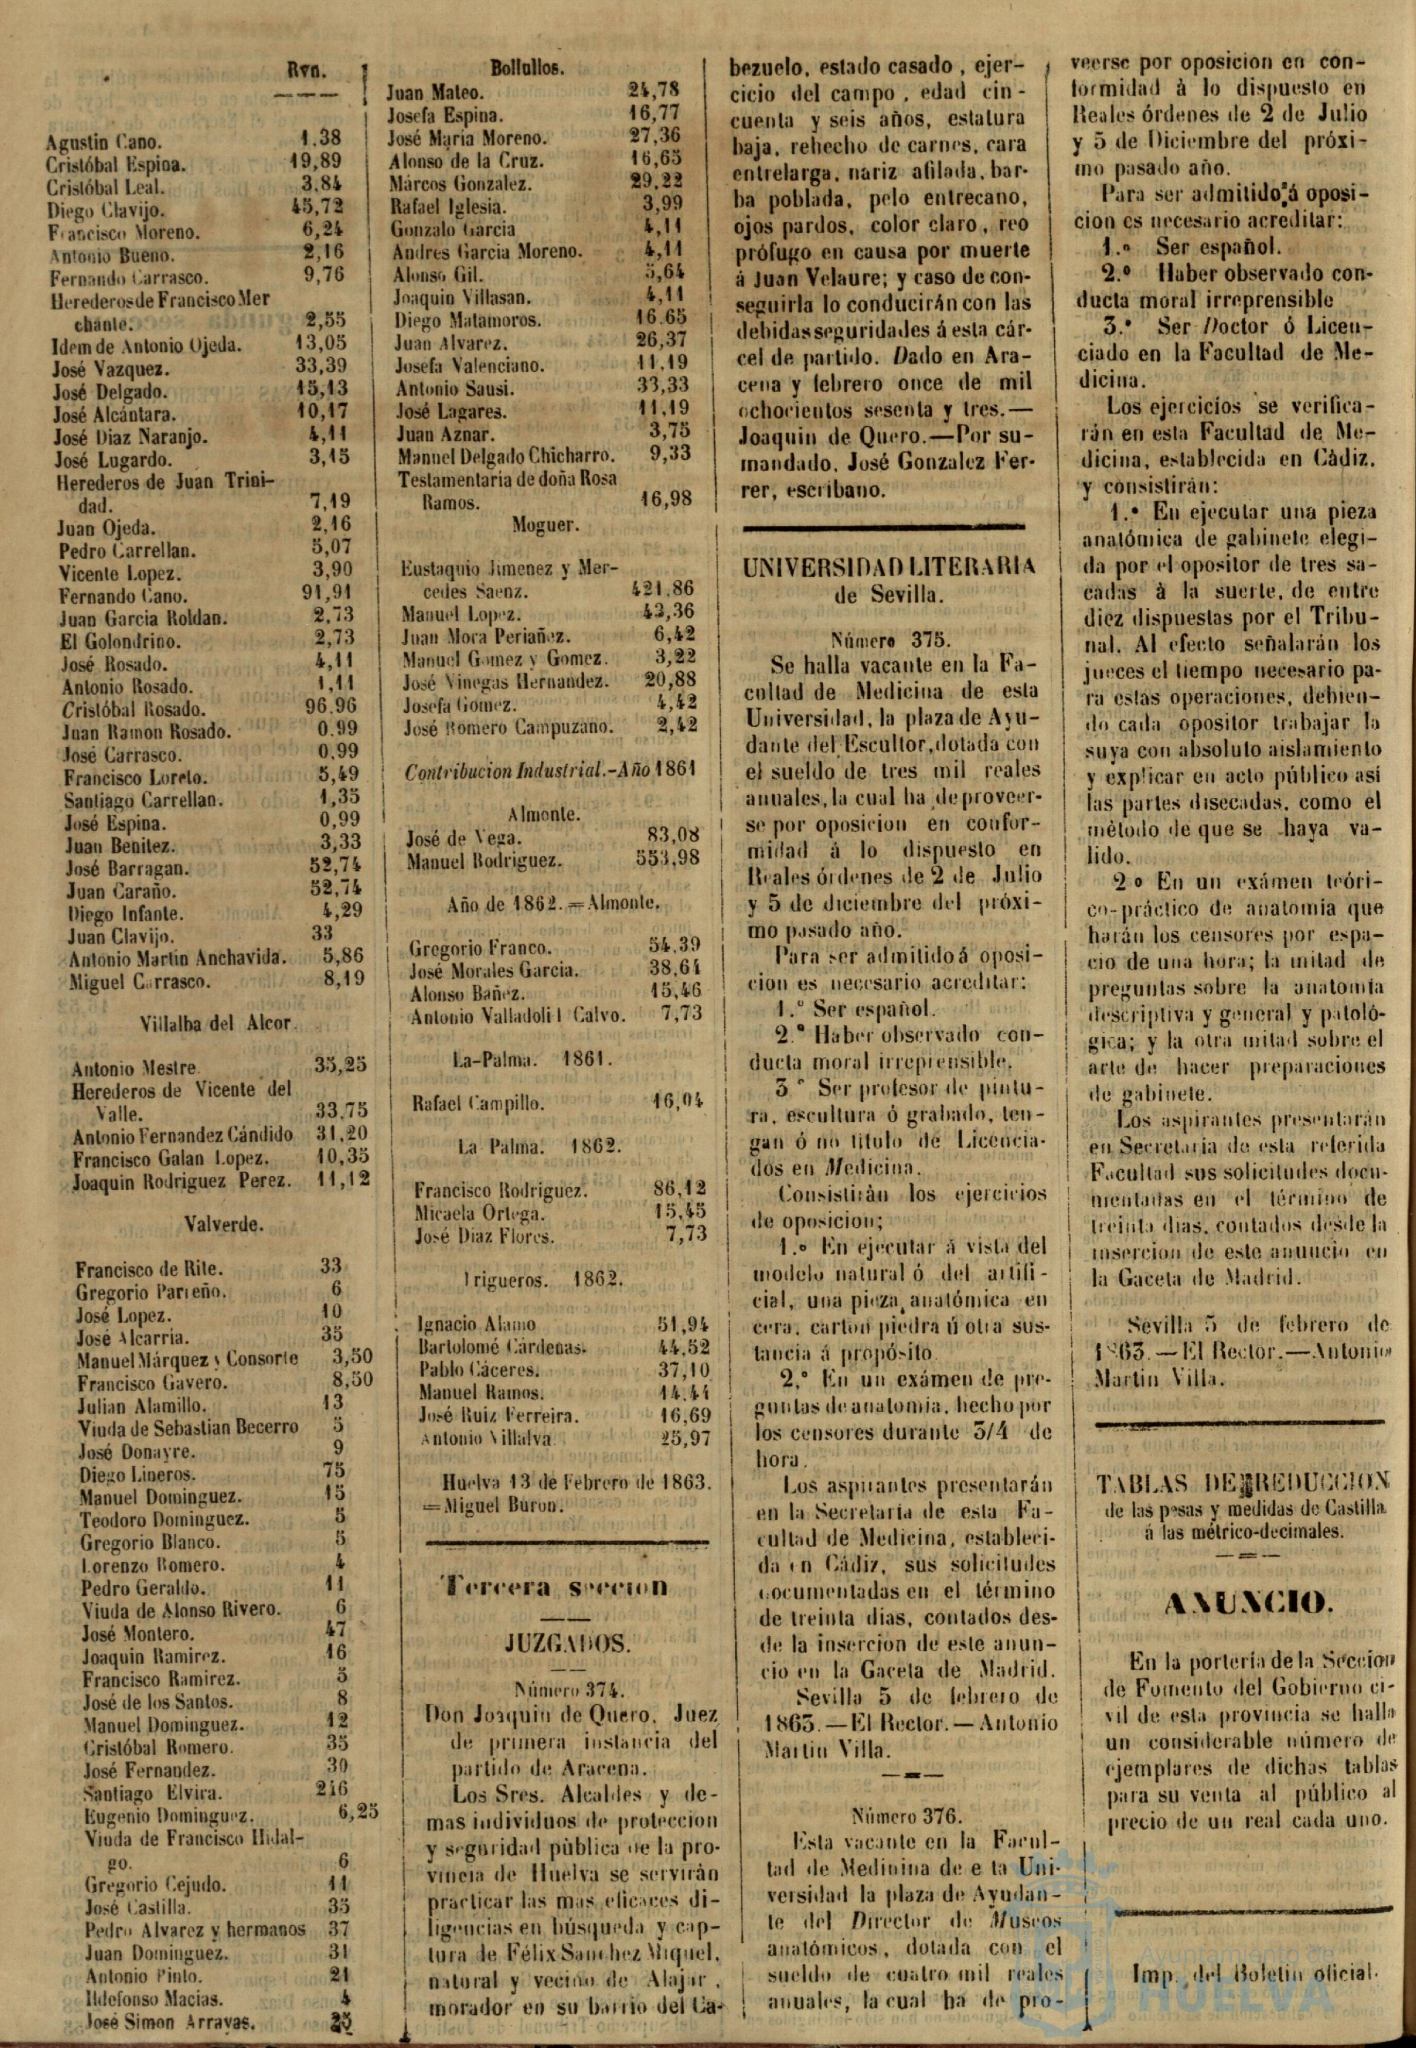 Rvn.
Agustin Cano. 1.38
Cristóbal Espina. 19,89
Cristóbal Leal. 3.84
Diego Clavijo. 45,72
Francisco Moreno. 6,24
Antonio Bueno. 2,16
Fernando Carrasco. 9,76
Herederos de Francisco Mer
chante. 2,55
Idem de Antonio Ojeda. 13,05
José Vazquez. 33,39
José Delgado. 15,13
José Alcántara. 10,17
José Diaz Naranjo. 4,11
José Lugardo. 3,15
Herederos de Juan Trini-
dad. 7,19
Juan Ojeda. 2,16
Pedro Carrellan. 5,07
Vicente Lopez. 3,90
Fernando Cano. 91,91
Juan Garcia Roldan. 2,73
El Golondrino. 2,73
José Rosado. 4,11
Antonio Rosado. 1,11
Cristóbal Rosado. 96.96
Juan Ramon Rosado. 0.99
José Carrasco. 0,99
Francisco Loreto. 5,49
Santiago Carrellan. 1,35
José Espina. 0,99
Juan Benitez. 3,33
José Barragan. 52,74
Juan Caraño. 52,74
Diego Infante. 4,29
Juan Clavijo. 33
Antonio Martin Anchavida. 5,86
Miguel Carrasco. 8,19
Villalba del Alcor.
Antonio Mestre 35,25
Herederos de Vicente del
Valle. 33.75
Antonio Fernandez Cándido 31,20
Francisco Galan Lopez. 10,35
Joaquin Rodriguez Perez. 11,12
Valverde.
Francisco de Rite. 33
Gregorio Parreño. 6
José Lopez. 10
José Alcarria. 35
Manuel Márquez y Consorte 3,50
Francisco Gavero. 8,50
Julian Alamillo. 13
Viuda de Sebastian Becerro 5
José Donayre. 9
Diego Lineros. 75
Manuel Dominguez. 15
Teodoro Dominguez. 5
Gregorio Blanco. 5
Lorenzo Romero. 4
Pedro Geraldo. 11
Viuda de Alonso Rivero. 6
José Montero. 47
Joaquin Ramirez. 16
Francisco Ramirez. 5
José de los Santos. 8
Manuel Dominguez. 12
Cristóbal Romero. 35
José Fernandez. 30
Santiago Elvira. 216
Eugenio Dominguez. 6,25
Viuda de Francisco Hidal-
go. 6
Gregorio Cejudo. 11
José Castilla. 35
Pedro Alvarez y hermanos 37
Juan Dominguez. 31
Antonio Pinto. 21
Ildefonso Macias. 4
José Simon Arrayas. 25
Bollullos.
Juan Mateo. 24,78
Josefa Espina. 16,77
José Maria Moreno. 27,36
Alonso de la Cruz. 16,65
Márcos Gonzalez. 29,22
Rafael Iglesia. 3,99
Gonzalo Garcia 4,11
Andres Garcia Moreno. 4,11
Alonso Gil. 5,64
Joaquin Villasan. 4,11
Diego Matamoros. 16.65
Juan Alvarez. 26,37
Josefa Valenciano. 11,19
Antonio Sausi. 33,33
José Lagares. 11,19
Juan Aznar. 3,75
Manuel Delgado Chicharro. 9,33
Testamentaria de doña Rosa
Ramos. 16,98
Moguer.
Eustaquio Jimenez y Mer-
cedes Saenz. 421,86
Manuel Lopez. 43,36
Juan Mora Periañez. 6,42
Manuel Gomez y Gomez. 3,22
José Vinegas Hernandez. 20,88
Josefa Gomez. 4,42
José Romero Campuzano. 2,42
Contribucion Industrial.-Año 1861
Almonte.
José de Vega. 83,08
Manuel Rodriguez. 553,98
Año de 1862.=Almonte.
Gregorio Franco. 54.39
José Morales Garcia. 38,64
Alonso Bañez. 15,46
Antonio Valladolid Calvo. 7,73
La-Palma. 1861.
Rafael Campillo. 16,04
La Palma. 1862.
Francisco Rodriguez. 86,12
Micaela Ortega. 15,45
José Diaz Flores. 7,73
Trigueros. 1862.
Ignacio Alamo 51,94
Bartolomé Cárdenas. 44,52
Pablo Cáceres. 37,10
Manuel Ramos. 14,44
José Ruiz Ferreira. 16,69
Antonio Villalva 25,97
Huelva 13 de Febrero de 1863.
=Miguel Buron.
Tercera seccion
JUZGADOS.
Número 374.
Don Joaquin de Quero, Juez
de primera instancia del
partido de Aracena.
Los Sres. Alcaldes y de-
mas individuos de proteccion
y seguridad pública de la pro-
vincia de Huelva se servirán
practicar las mas eficaces di-
ligencias en búsqueda y cap-
tura de Félix Sanchez Miquel,
natural y vecino de Alajar,
morador en su barrio del Ca-
bezuelo, estado casado, ejer-
cicio del campo, edad cin-
cuenta y seis años, estatura
baja, rehecho de carnes, cara
entrelarga, nariz afilada, bar-
ba poblada, pelo entrecano,
ojos pardos, color claro, reo
prófugo en causa por muerte
á Juan Velaure; y caso de con-
seguirla lo conducirán con las
debidas seguridades á esta cár-
cel de partido. Dado en Ara-
cena y febrero once de mil
ochocientos sesenta y tres.—
Joaquin de Quero.—Por su-
mandado, José Gonzalez Fer-
rer, escribano.
UNIVERSIDAD LITERARIA
de Sevilla.
Número 375.
Se halla vacante en la Fa-
cultad de Medicina de esta
Universidad, la plaza de Ayu-
dante del Escultor, dotada con
el sueldo de tres mil reales
anuales, la cual ha de proveer-
se por oposicion en confor-
midad á lo dispuesto en
Reales órdenes de 2 de Julio
y 5 de diciembre del próxi-
mo pasado año.
Para ser admitido á oposi-
cion es necesario acreditar:
1.º Ser español.
2.º Haber observado con-
ducta moral irreprensible.
3º Ser profesor de pintu-
ra, escultura ó grabado, ten-
gan ó no título de Licencia-
dos en Medicina.
Consistirán los ejercicios
de oposicion;
1.º En ejecutar á vista del
modelo natural ó del artifi-
cial, una pieza anatómica en
cera, carton piedra ú otra sus-
tancia á propósito
2.º En un exámen de pre-
guntas de anatomia, hecho por
los censores durante 3/4 de
hora.
Los aspirantes presentarán
en la Secretaria de esta Fa-
cultad de Medicina, estableci-
da en Cádiz, sus solicitudes
documentadas en el término
de treinta dias, contados des-
de la insercion de este anun-
cio en la Gaceta de Madrid.
Sevilla 5 de febrero de
1863.—El Rector.—Antonio
Martin Villa.
Número 376.
Esta vacante en la Facul-
tad de Medinina de e ta Uni-
versidad la plaza de Ayudan-
te del Director de Museos
anatómicos, dotada con el
sueldo de cuatro mil reales
anuales, la cual ha de pro-
veerse por oposicion en con-
formidad á lo dispuesto en
Reales órdenes de 2 de Julio
y 5 de Diciembre del próxi-
mo pasado año.
Para ser admitido á oposi-
cion es necesario acreditar:
1.º Ser español.
2.º Haber observado con-
ducta moral irreprensible
3.º Ser Doctor ó Licen-
ciado en la Facultad de Me-
dicina.
Los ejercicios se verifica-
rán en esta Facultad de Me-
dicina, establecida en Cádiz,
y consistirán:
1.º En ejecutar una pieza
anatómica de gabinete elegi-
da por el opositor de tres sa-
cadas á la suerte, de entre
diez dispuestas por el Tribu-
nal. Al efecto señalarán los
jueces el tiempo necesario pa-
ra estas operaciones, debien-
do cada opositor trabajar la
suya con absoluto aislamiento
y explicar en acto público así
las partes disecadas, como el
método de que se haya va-
lido.
2º En un exámen teóri-
co-práctico de anatomia que
harán los censores por espa-
cio de una hora; la mitad de
preguntas sobre la anatomia
descriptiva y general y patoló-
gica; y la otra mitad sobre el
arte de hacer preparaciones
de gabinete.
Los aspirantes presentarán
en Secretaria de esta referida
Facultad sus solicitudes docu-
mentadas en el término de
treinta dias, contados desde la
insercion de este anuncio en
la Gaceta de Madrid.
Sevilla 5 de febrero de
1863.—El Rector.—Antonio
Martin Villa.
TABLAS DE REDUCCION
de las pesas y medidas de Castilla
á las métrico-decimales.
ANUNCIO.
En la portería de la Seccion
de Fomento del Gobierno ci-
vil de esta provincia se halla
un considerable número de
ejemplares de dichas tablas
para su venta al público al
precio de un real cada uno.
Imp. del Boletin oficial.
Ayuntamiento de
HUELVA